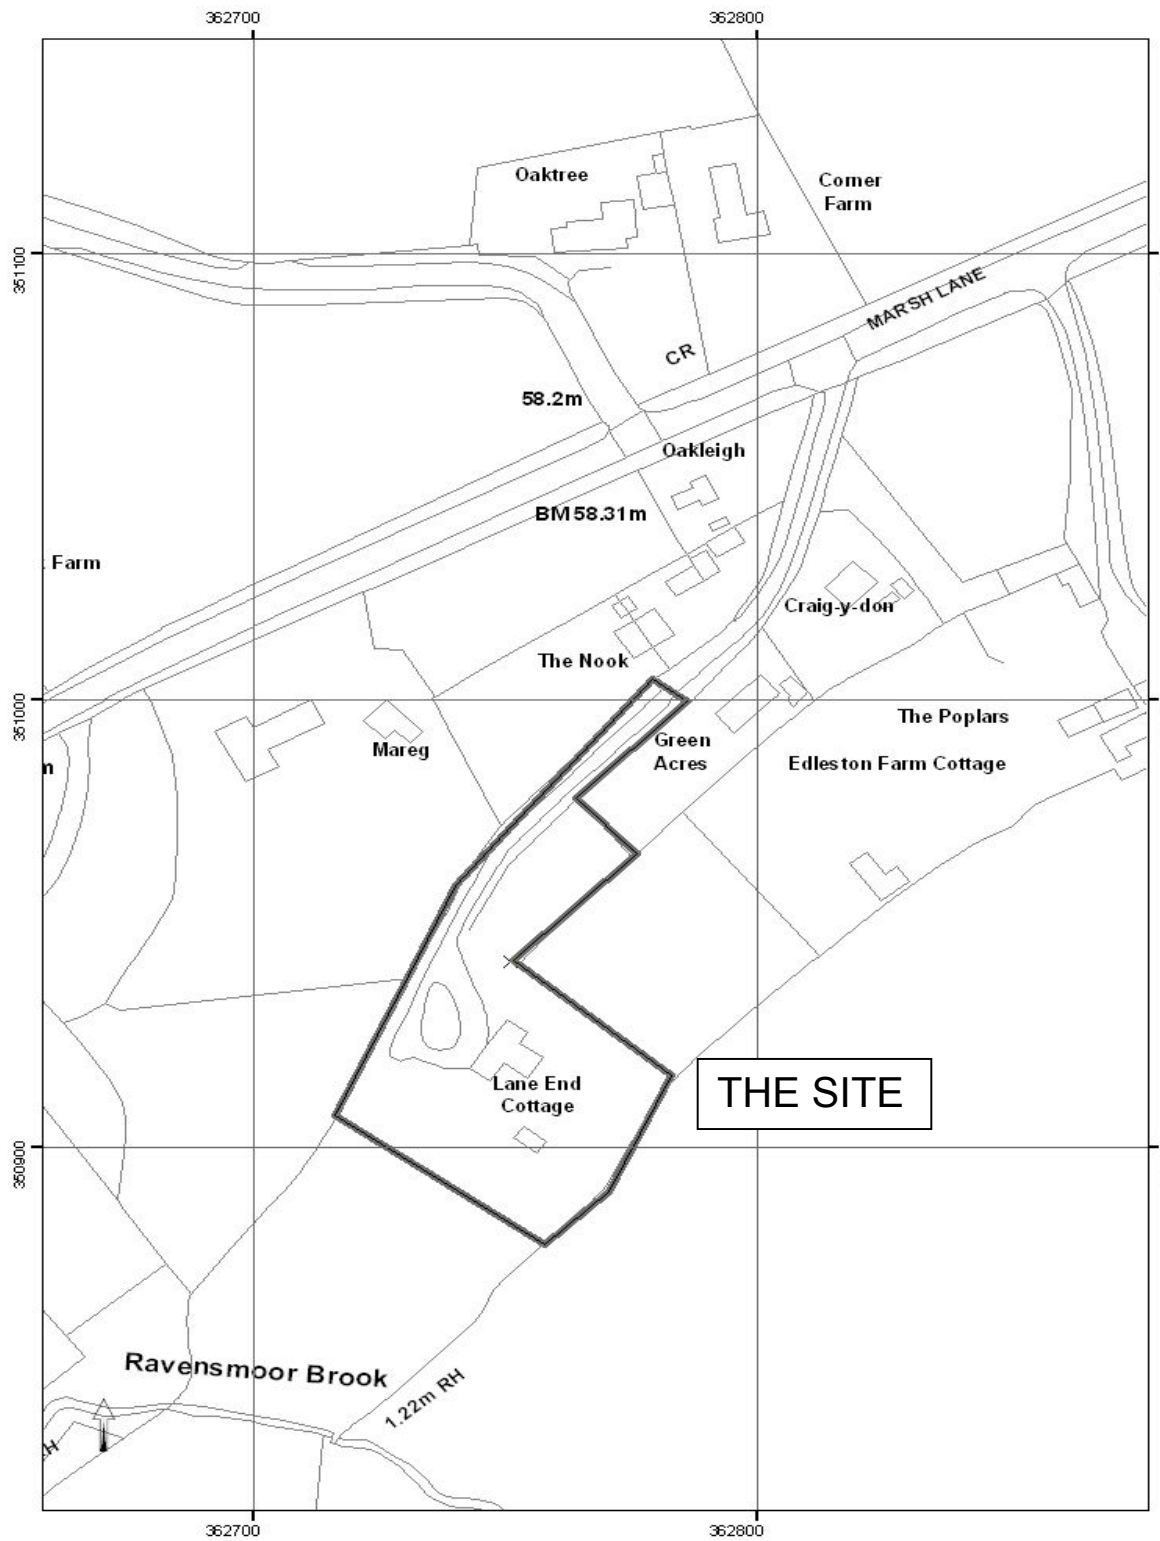 362700
362800
Oaktree
Corner
Farm
351100
MARSH LANE
CR
58.2m
Oakleigh
BM 58.31m
Farm
Craig-y-don
The Nook
351000
The Poplars
Mareg
Green
Acres
Edleston Farm Cottage
THE SITE
Lane End
Cottage
350900
Ravensmoor Brook
1.22m RH
362700
362800